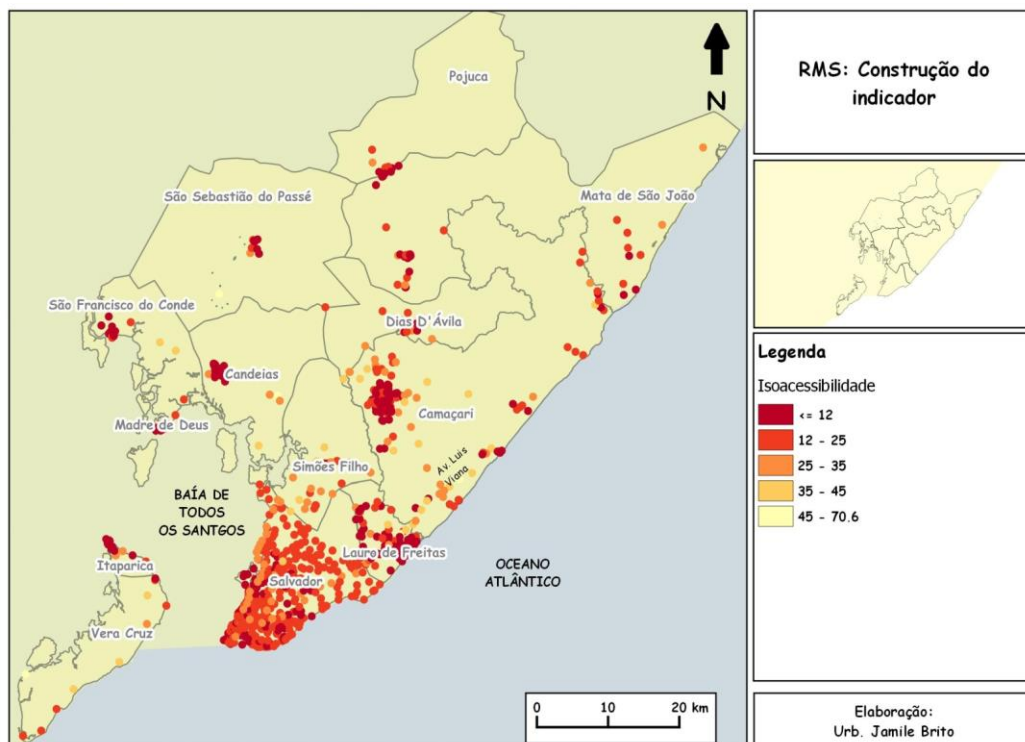 Pojuca
N
São Sebastião do Passé
Mata de São João
São Francisco do Conde
Dias D'Ávila
Candeias
Camaçari
Madre de Deus
Av. Luis
Viana
Simões Filho
BAÍA DE
TODOS
OS SANTGOS
Lauro de Freitas
Itaparica
Salvador
OCEANO
ATLÂNTICO
Vera Cruz
0 10 20 km
RMS: Construção do
indicador
Legenda
Isoacessibilidade
<= 12
12 - 25
25 - 35
35 - 45
45 - 70.6
Elaboração:
Urb. Jamile Brito